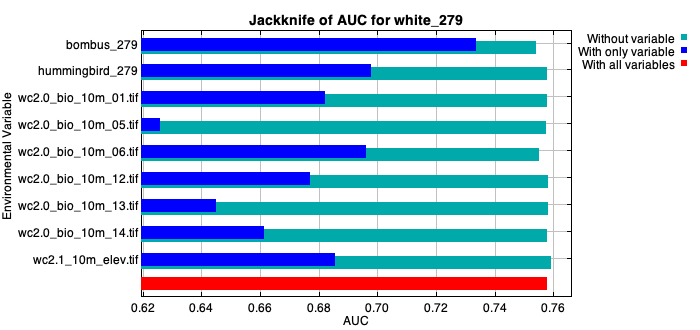 Jackknife of AUC for white_279
Environmental Variable
bombus_279
hummingbird_279
wc2.0_bio_10m_01.tif
wc2.0_bio_10m_05.tif
wc2.0_bio_10m_06.tif
wc2.0_bio_10m_12.tif
wc2.0_bio_10m_13.tif
wc2.0_bio_10m_14.tif
wc2.1_10m_elev.tif
0.62 0.64 0.66 0.68 0.70 0.72 0.74 0.76
AUC
Without variable
With only variable
With all variables